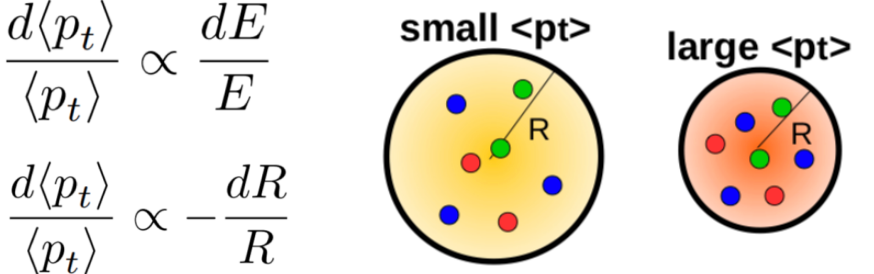 d⟨p_t⟩/⟨p_t⟩ ∝ dE/E
d⟨p_t⟩/⟨p_t⟩ ∝ −dR/R
small <pt>
R
large <pt>
R